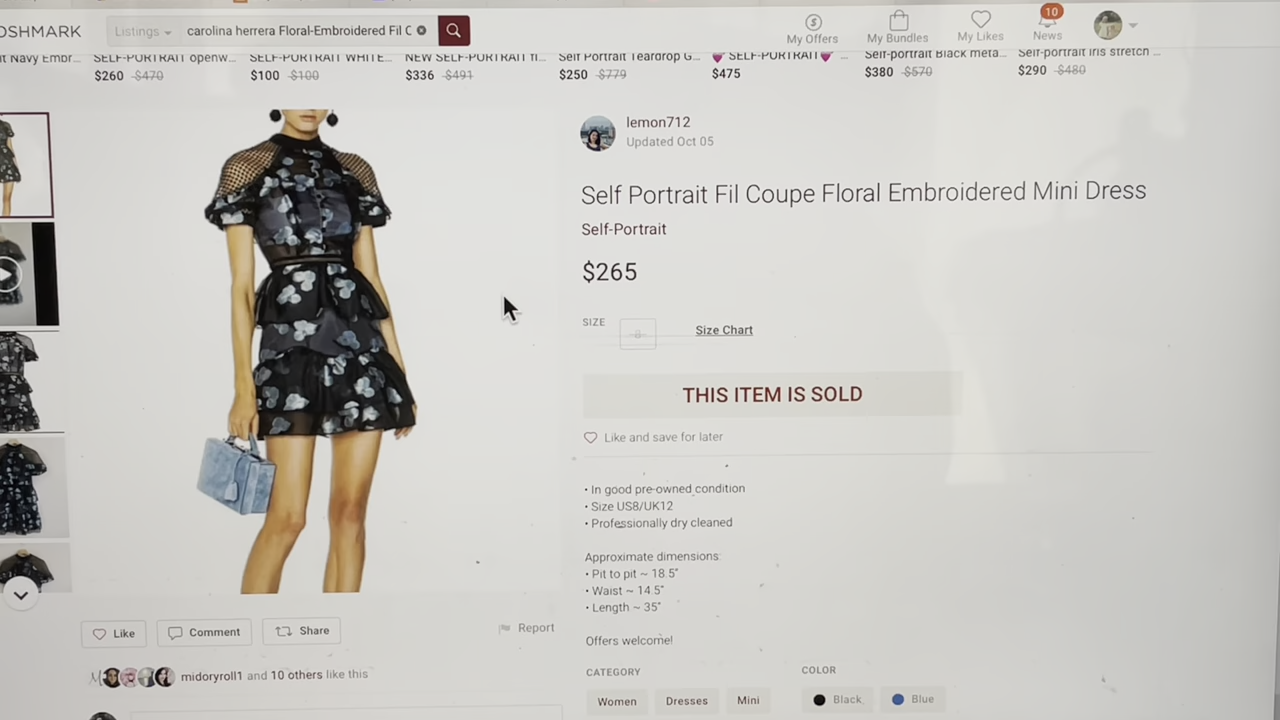 OSHMARK
Listings
carolina herrera Floral-Embroidered Fil C
My Offers
My Bundles
My Likes
10
News
t Navy Embr...
SELF-PORTRAIT openw...
$260 $470
SELF-PORTRAIT WHITE...
$100 $100
NEW SELF-PORTRAIT fl...
$336 $491
Self Portrait Teardrop G...
$250 $779
SELF-PORTRAIT ...
$475
Self-portrait Black meta...
$380 $570
Self-portrait iris stretch ...
$290 $480
lemon712
Updated Oct 05
Self Portrait Fil Coupe Floral Embroidered Mini Dress
Self-Portrait
$265
SIZE
8
Size Chart
THIS ITEM IS SOLD
Like and save for later
• In good pre-owned condition
• Size US8/UK12
• Professionally dry cleaned
Approximate dimensions:
• Pit to pit ~ 18.5"
• Waist ~ 14.5"
• Length ~ 35"
Offers welcome!
Like
Comment
Share
Report
midoryroll1 and 10 others like this
CATEGORY
Women
Dresses
Mini
COLOR
Black
Blue